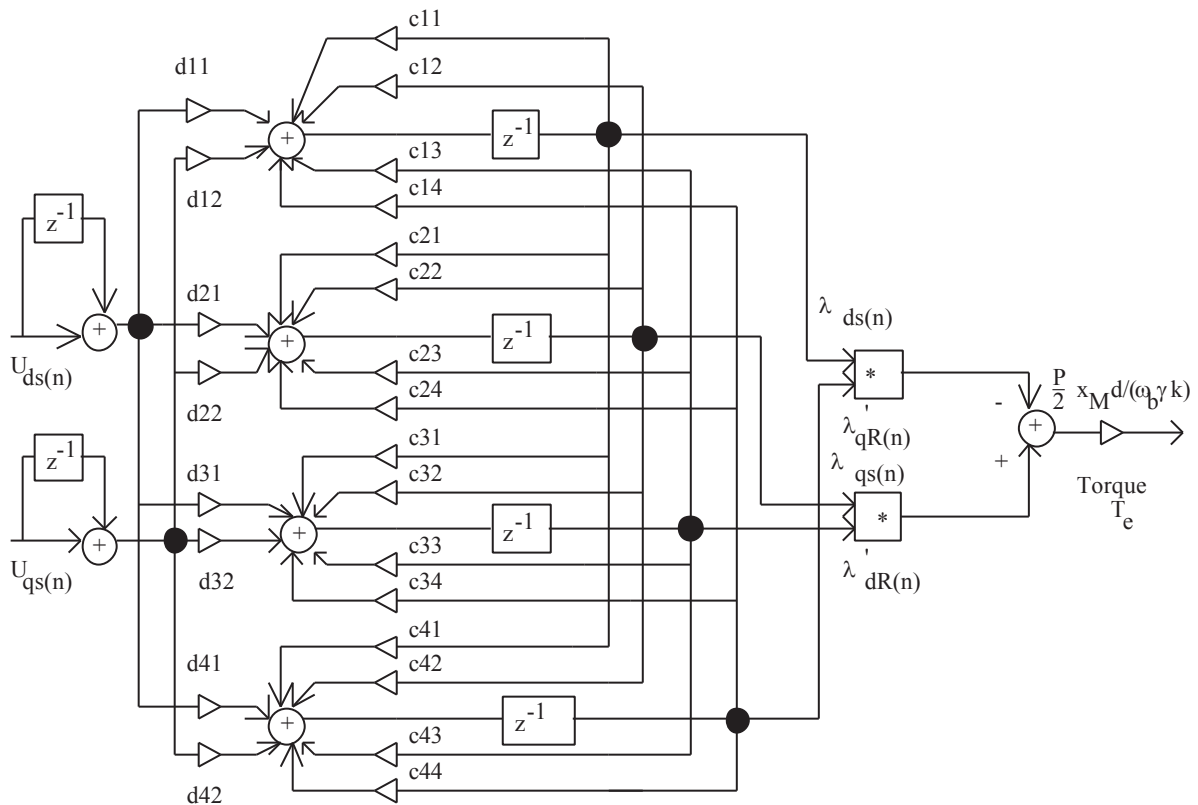 c11
d11
c12
+
z-1
c13
c14
d12
z-1
c21
c22
d21
+
+
z-1
Uds(n)
c23
c24
d22
λ ds(n)
*
λ'qR(n)
-
P/2 xM d/(ωb γ k)
+
+
Torque
Te
z-1
c31
c32
d31
λ qs(n)
*
+
+
z-1
Uqs(n)
c33
c34
d32
λ' dR(n)
c41
c42
d41
+
z-1
c43
c44
d42